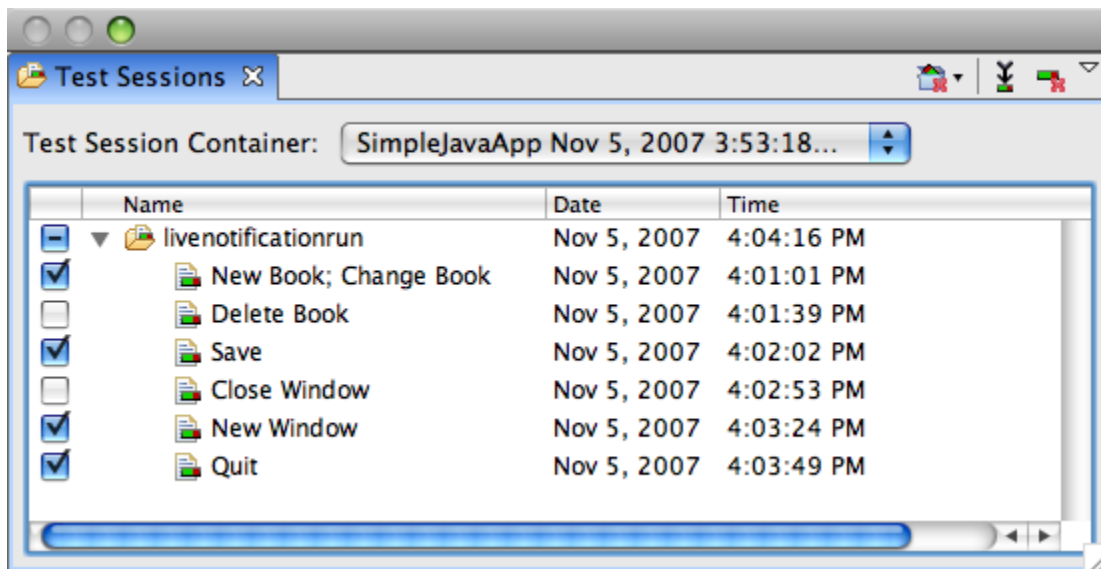 Test Sessions
Test Session Container: SimpleJavaApp Nov 5, 2007 3:53:18...
Name Date Time
livenotificationrun Nov 5, 2007 4:04:16 PM
New Book; Change Book Nov 5, 2007 4:01:01 PM
Delete Book Nov 5, 2007 4:01:39 PM
Save Nov 5, 2007 4:02:02 PM
Close Window Nov 5, 2007 4:02:53 PM
New Window Nov 5, 2007 4:03:24 PM
Quit Nov 5, 2007 4:03:49 PM